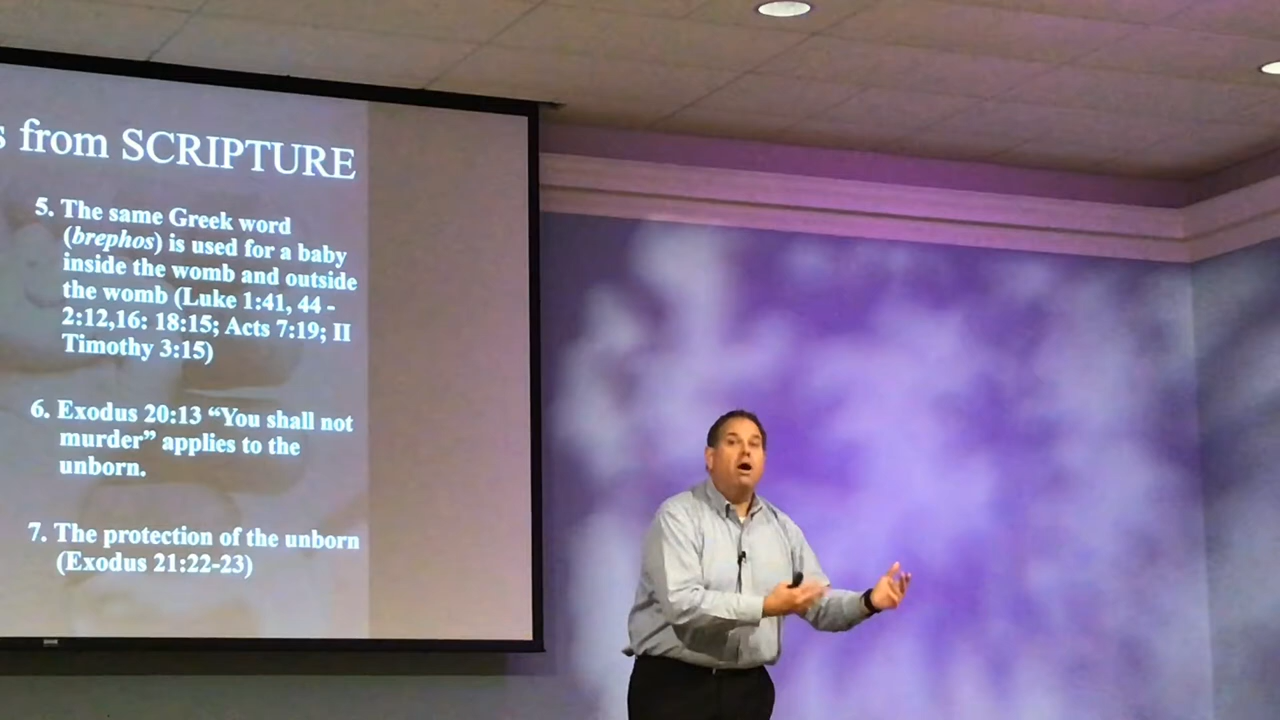 s from SCRIPTURE
5. The same Greek word
(brephos) is used for a baby
inside the womb and outside
the womb (Luke 1:41, 44 -
2:12,16: 18:15; Acts 7:19; II
Timothy 3:15)
6. Exodus 20:13 “You shall not
murder” applies to the
unborn.
7. The protection of the unborn
(Exodus 21:22-23)